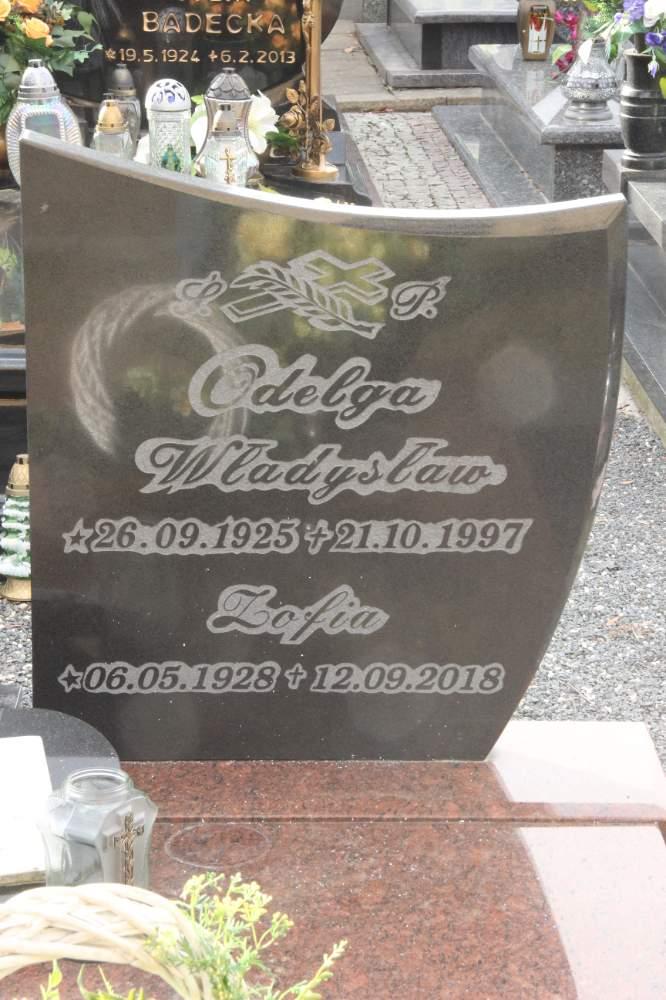 BADECKA
*19.5.1924 +6.2.2013
Ś. P.
Odelga
Władysław
★26.09.1925 +21.10.1997
Zofia
★06.05.1928 + 12.09.2018